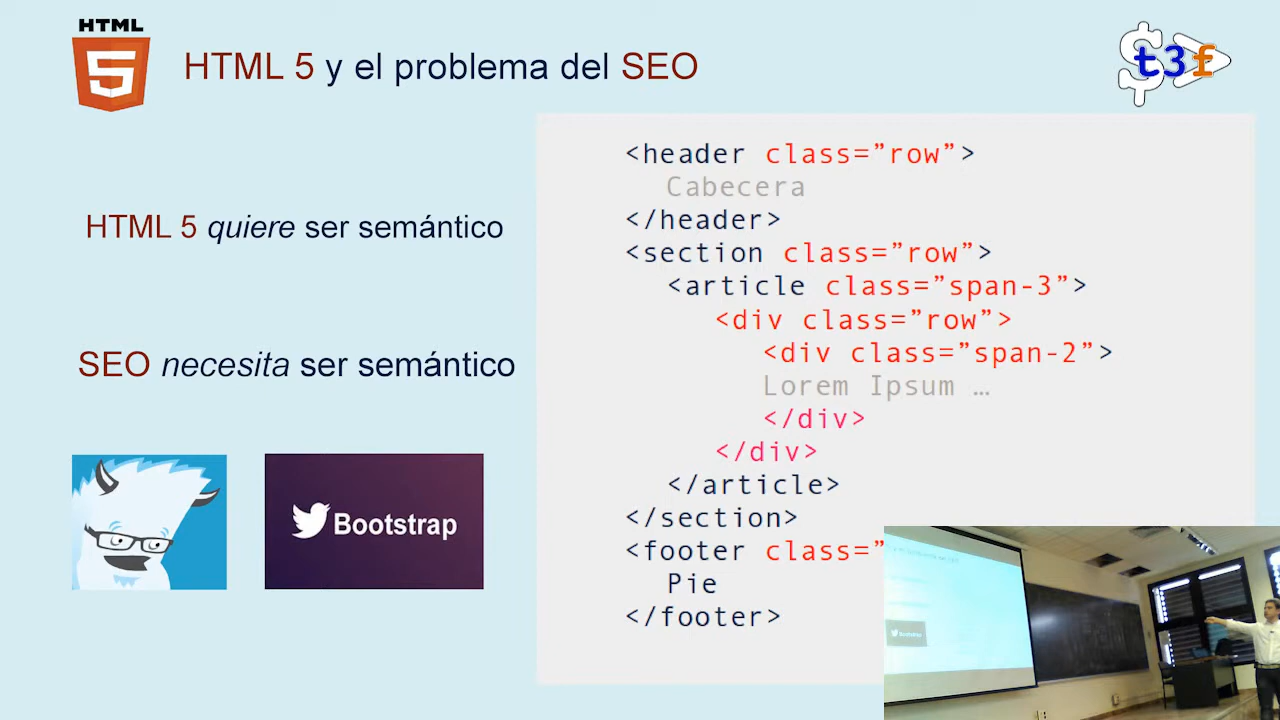 HTML
5
HTML 5 y el problema del SEO
t3f
HTML 5 quiere ser semántico
SEO necesita ser semántico
Bootstrap
<header class=”row”>
Cabecera
</header>
<section class=”row”>
<article class=”span-3”>
<div class=”row”>
<div class=”span-2”>
Lorem Ipsum …
</div>
</div>
</article>
</section>
<footer class=”
Pie
</footer>
Bootstrap